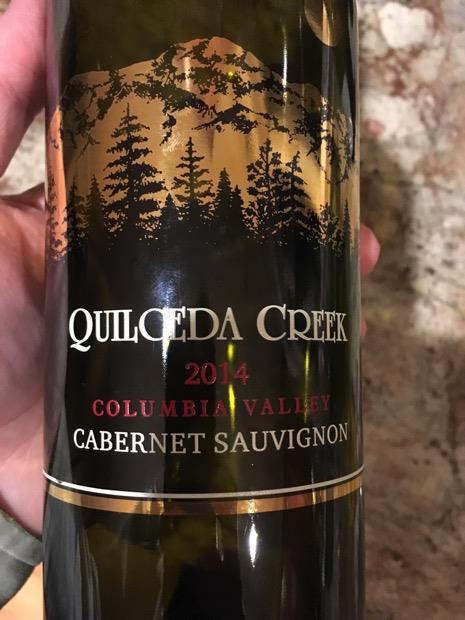 QUILCEDA CREEK
2014
COLUMBIA VALLEY
CABERNET SAUVIGNON